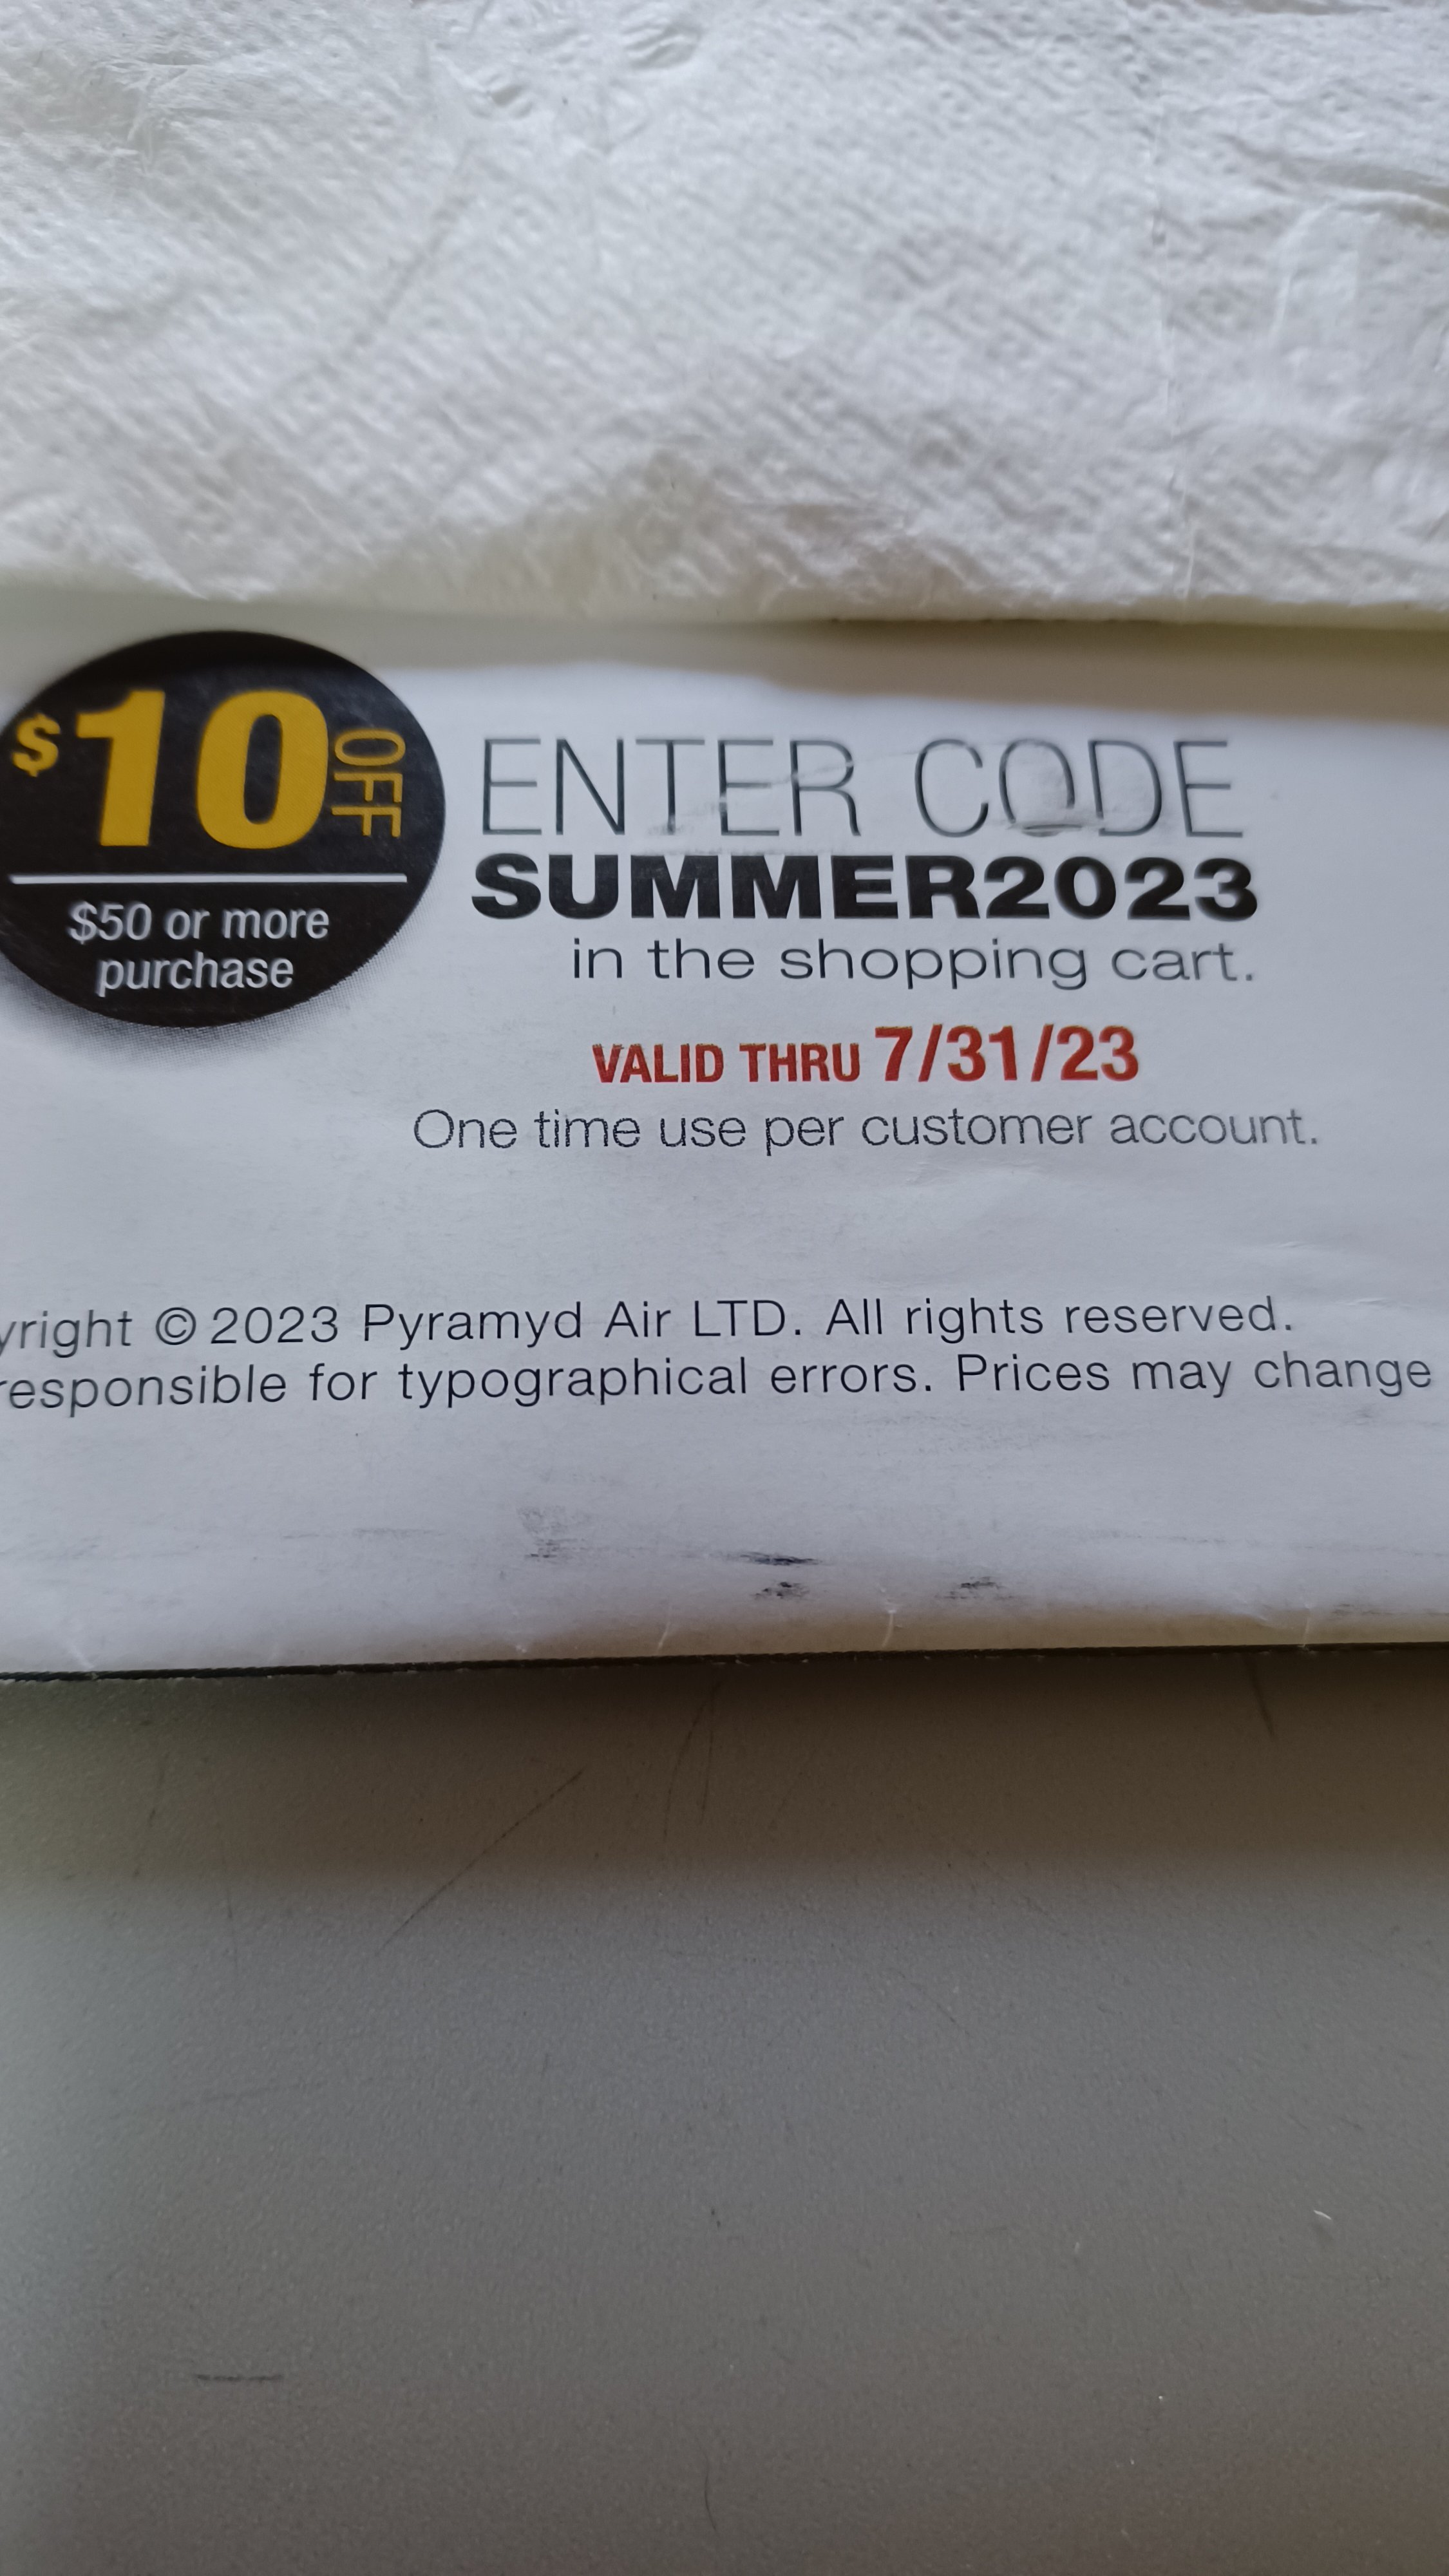 $10 OFF
$50 or more
purchase
ENTER CODE
SUMMER2023
in the shopping cart.
VALID THRU 7/31/23
One time use per customer account.
yright © 2023 Pyramyd Air LTD. All rights reserved.
responsible for typographical errors. Prices may change